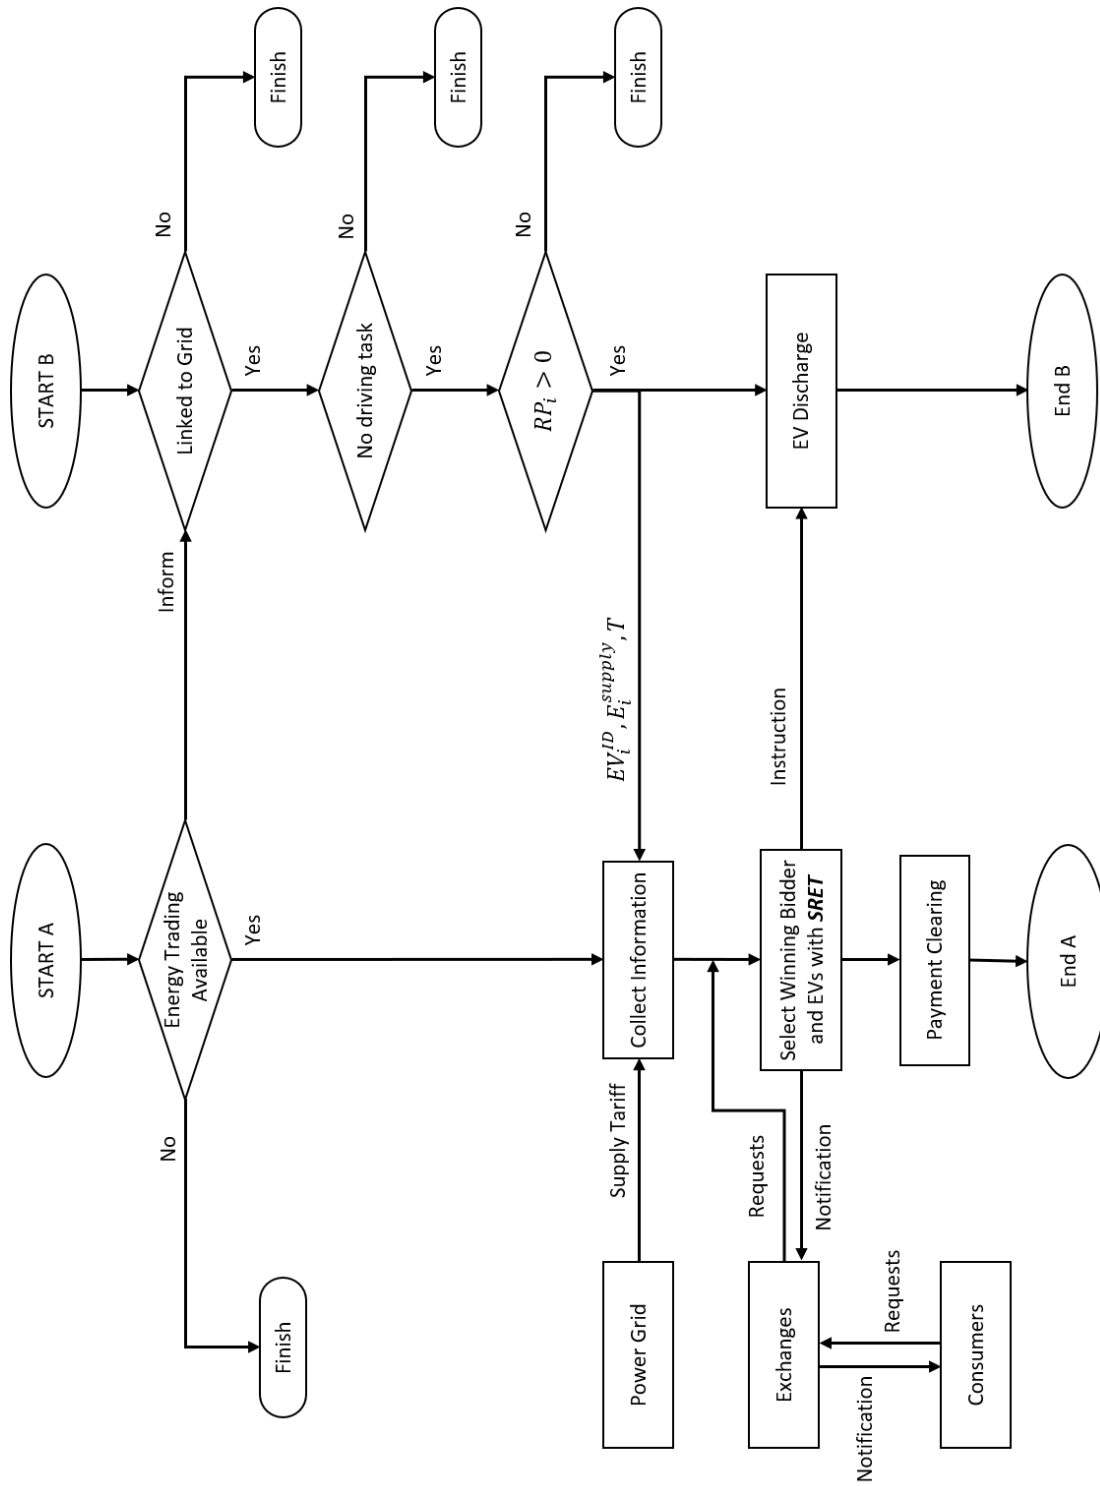 START A
START B
Energy Trading
Available
No
Finish
Yes
Inform
Linked to Grid
No
Finish
Yes
No driving task
No
Finish
Yes
RP_i > 0
No
Finish
Yes
EV_i^{ID}, E_i^{supply}, T
Power Grid
Supply Tariff
Collect Information
Exchanges
Requests
Notification
Select Winning Bidder
and EVs with SRET
Instruction
EV Discharge
Notification
Requests
Consumers
Payment Clearing
End A
End B